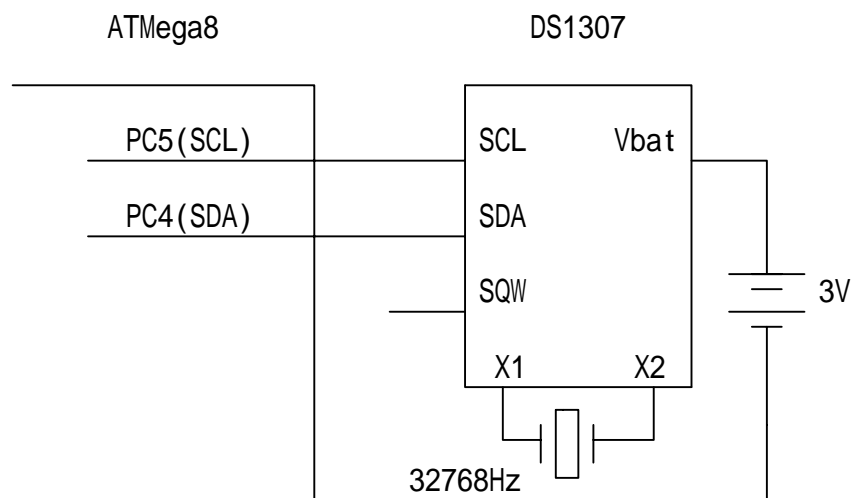 ATMega8
DS1307
PC5(SCL)
SCL
Vbat
PC4(SDA)
SDA
SQW
3V
X1
X2
32768Hz